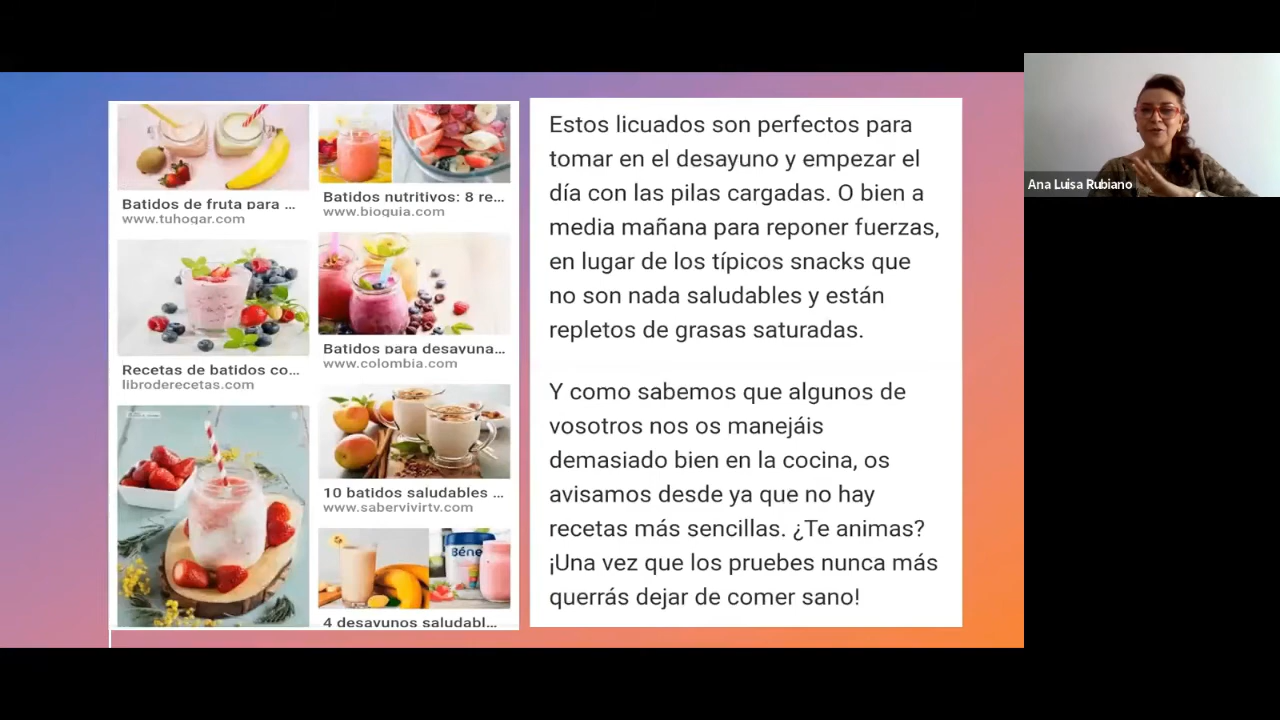 Batidos de fruta para ...
www.tuhogar.com
Batidos nutritivos: 8 re...
www.bioguia.com
Recetas de batidos co...
libroderecetas.com
Batidos para desayuna...
www.colombia.com
10 batidos saludables ...
www.sabervivirtv.com
Béne
4 desayunos saludabl...
Estos licuados son perfectos para
tomar en el desayuno y empezar el
día con las pilas cargadas. O bien a
media mañana para reponer fuerzas,
en lugar de los típicos snacks que
no son nada saludables y están
repletos de grasas saturadas.
Y como sabemos que algunos de
vosotros nos os manejáis
demasiado bien en la cocina, os
avisamos desde ya que no hay
recetas más sencillas. ¿Te animas?
¡Una vez que los pruebes nunca más
querrás dejar de comer sano!
Ana Luisa Rubiano